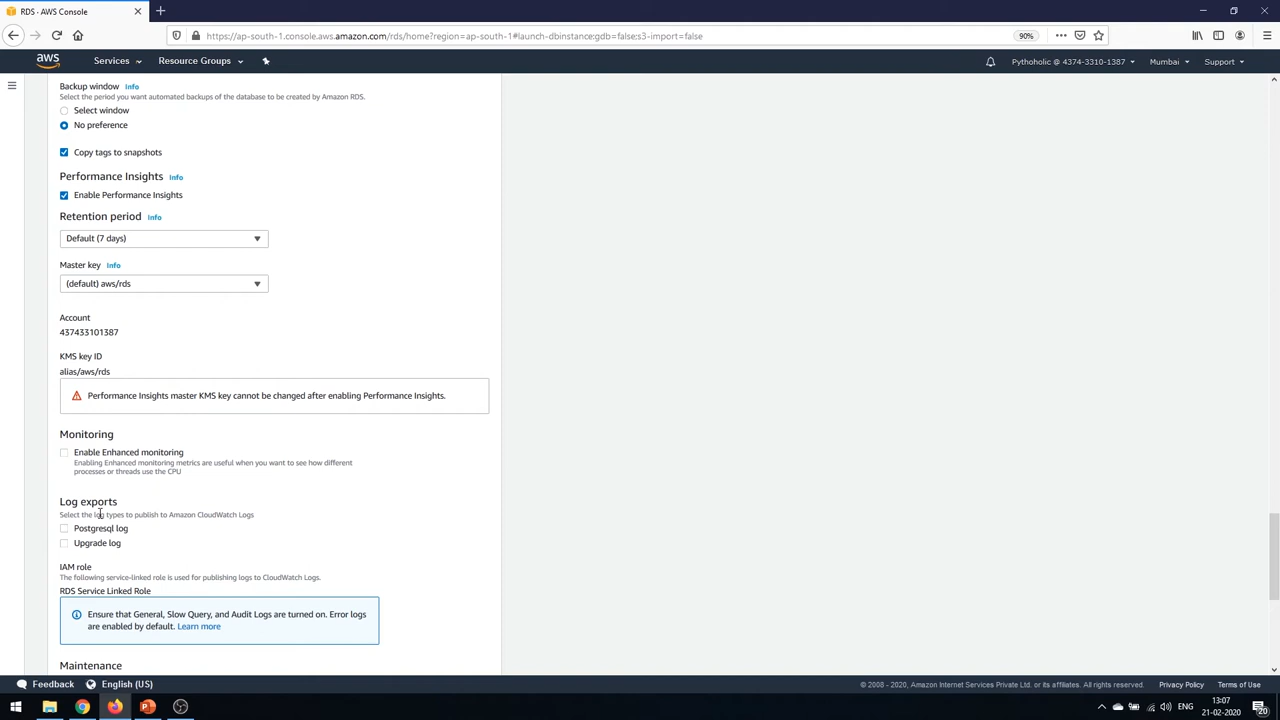 RDS · AWS Console
https://ap-south-1.console.aws.amazon.com/rds/home?region=ap-south-1#launch-dbinstance:gdb=false;s3-import=false
90%
aws
Services
Resource Groups
Pythoholic @ 4374-3310-1387
Mumbai
Support
Backup window Info
Select the period you want automated backups of the database to be created by Amazon RDS.
Select window
No preference
Copy tags to snapshots
Performance Insights Info
Enable Performance Insights
Retention period Info
Default (7 days)
Master key Info
(default) aws/rds
Account
437433101387
KMS key ID
alias/aws/rds
Performance Insights master KMS key cannot be changed after enabling Performance Insights.
Monitoring
Enable Enhanced monitoring
Enabling Enhanced monitoring metrics are useful when you want to see how different
processes or threads use the CPU
Log exports
Select the log types to publish to Amazon CloudWatch Logs
Postgresql log
Upgrade log
IAM role
The following service-linked role is used for publishing logs to CloudWatch Logs.
RDS Service Linked Role
Ensure that General, Slow Query, and Audit Logs are turned on. Error logs
are enabled by default. Learn more
Maintenance
Feedback
English (US)
© 2008 - 2020, Amazon Internet Services Private Ltd. or its affiliates. All rights reserved.
Privacy Policy
Terms of Use
ENG
13:07
21-02-2020
20